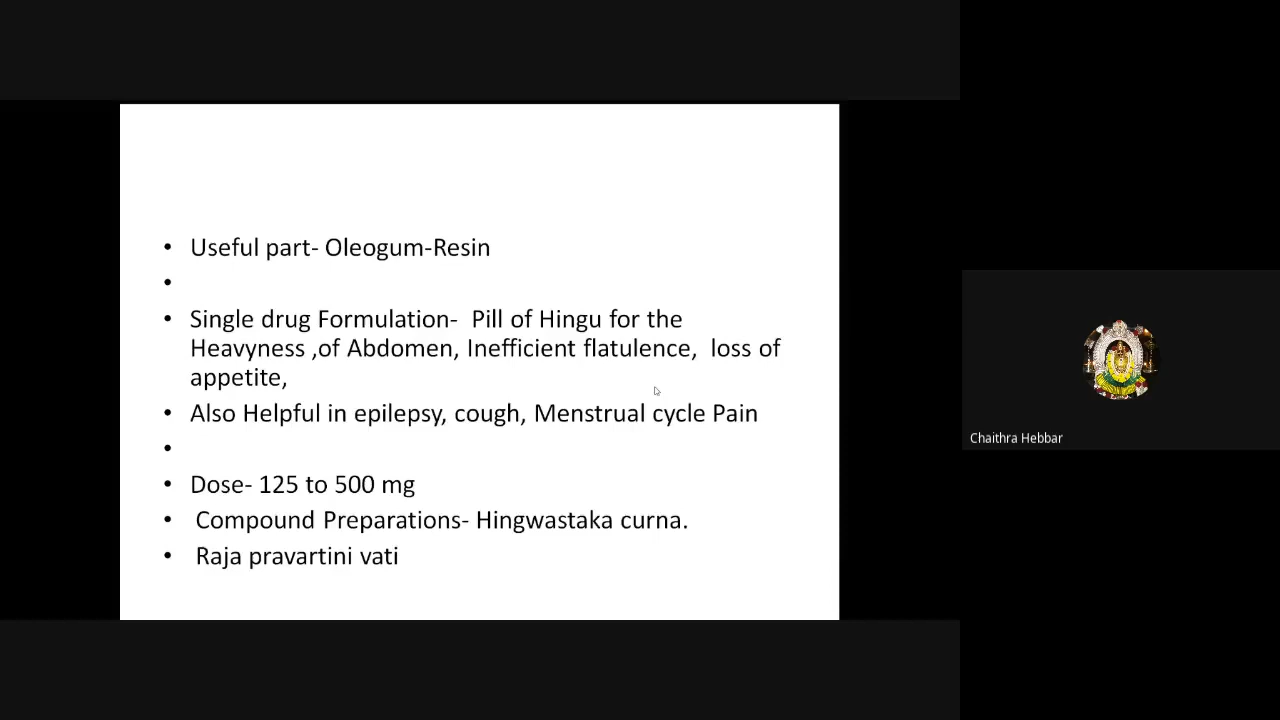 • Useful part- Oleogum-Resin
•
• Single drug Formulation-  Pill of Hingu for the
Heavyness ,of Abdomen, Inefficient flatulence,  loss of
appetite,
• Also Helpful in epilepsy, cough, Menstrual cycle Pain
•
• Dose- 125 to 500 mg
• Compound Preparations- Hingwastaka curna.
• Raja pravartini vati
Chaithra Hebbar